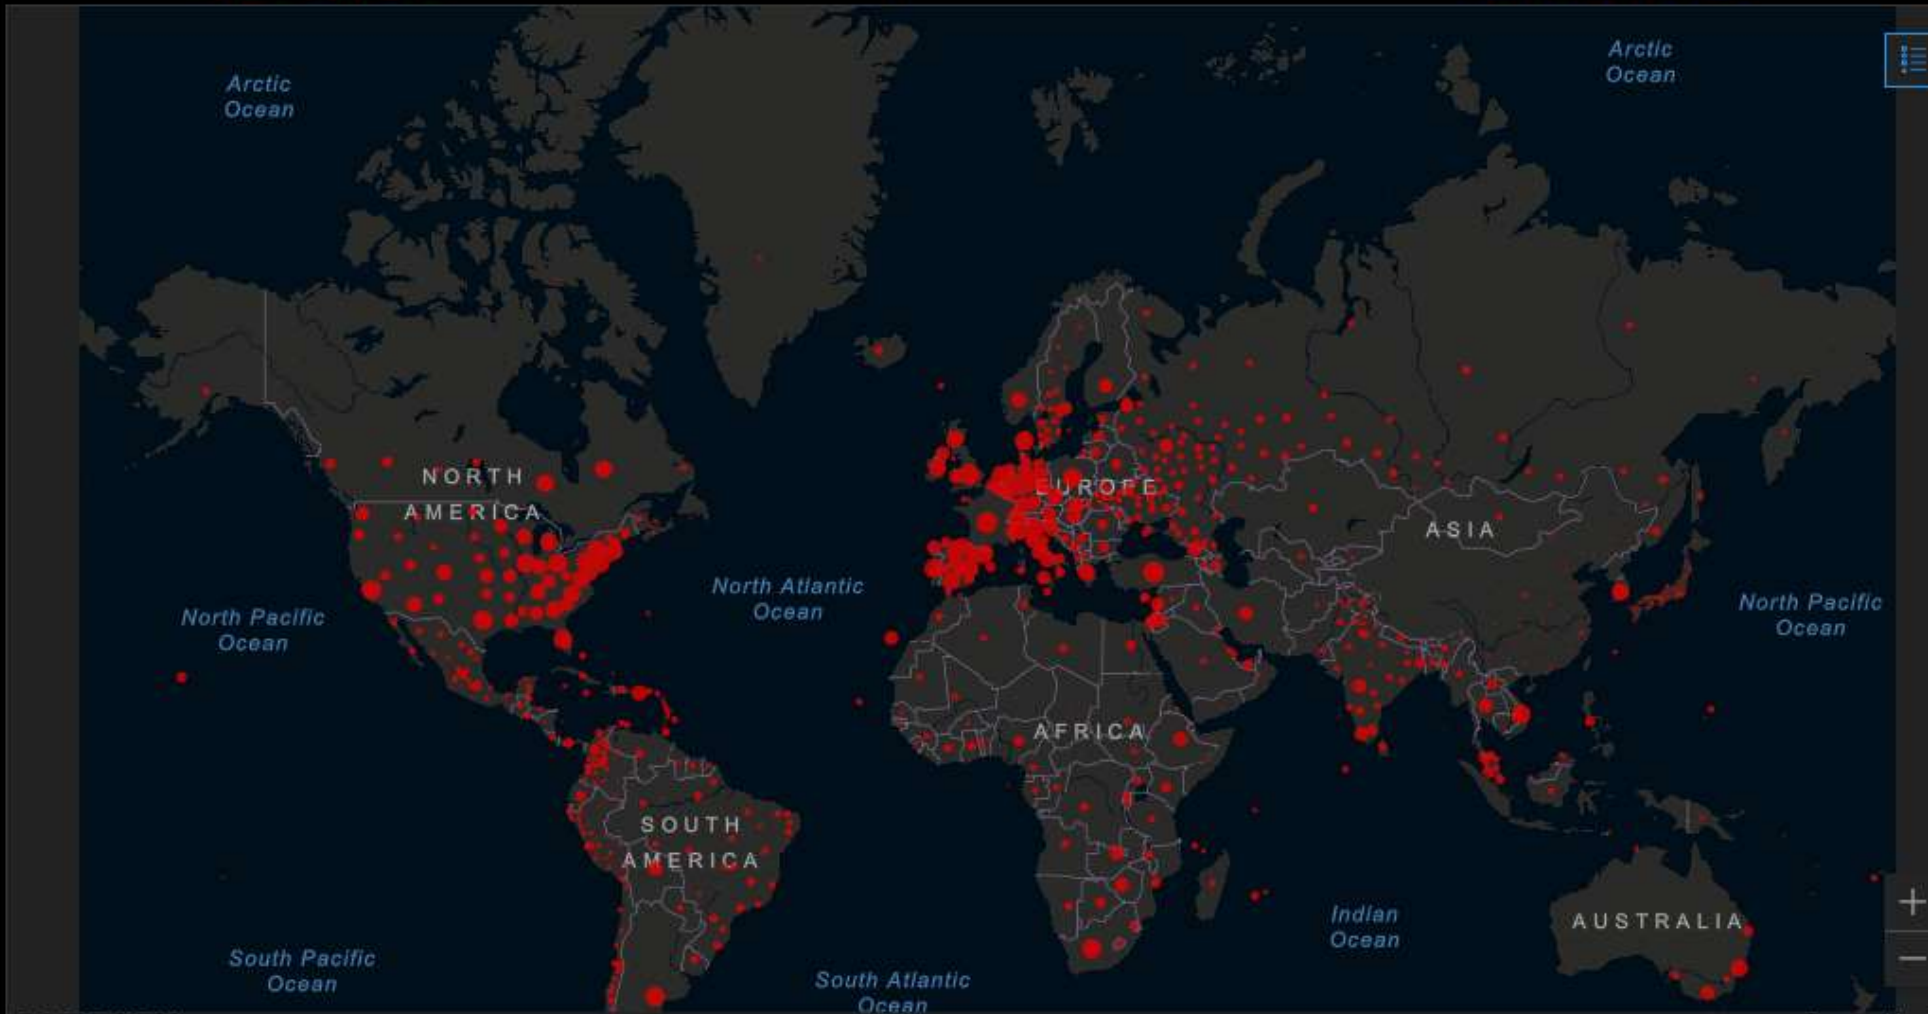 Arctic
Ocean
Arctic
Ocean
NORTH
AMERICA
EUROPE
ASIA
North Atlantic
Ocean
North Pacific
Ocean
North Pacific
Ocean
AFRICA
SOUTH
AMERICA
Indian
Ocean
AUSTRALIA
South Pacific
Ocean
South Atlantic
Ocean